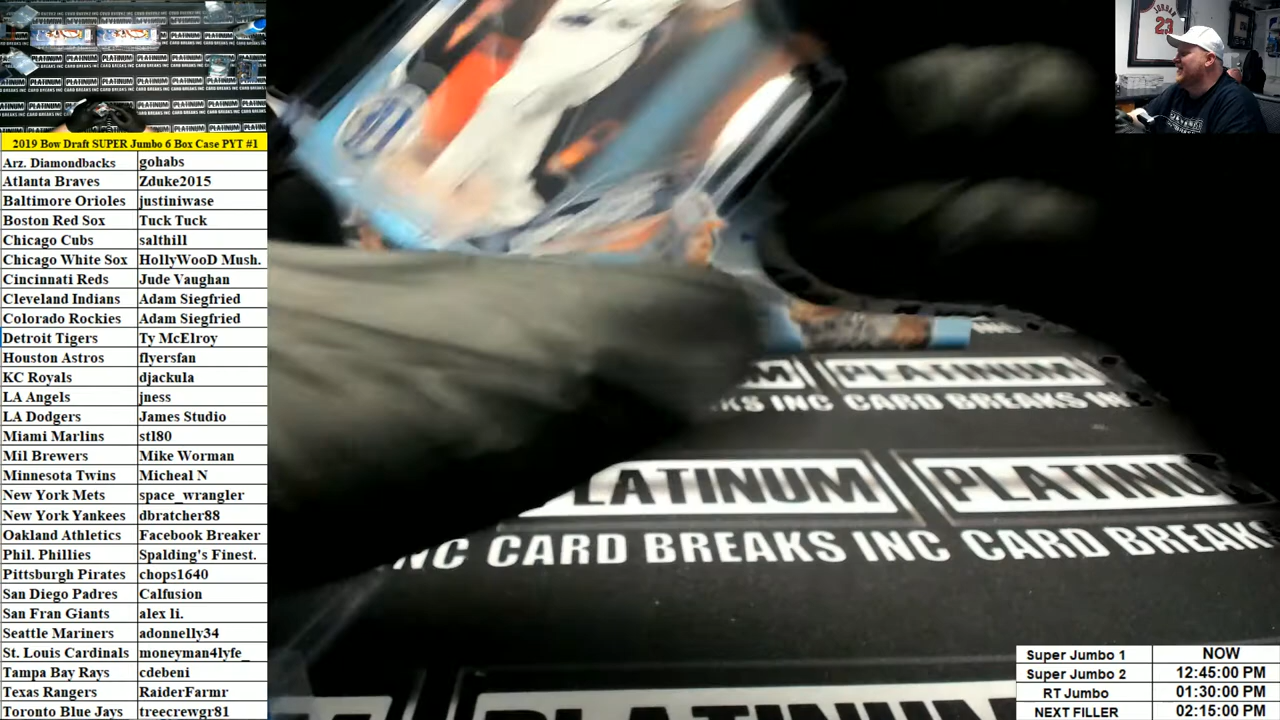 2019 Bow Draft SUPER Jumbo 6 Box Case PYT #1
Arz. Diamondbacks gohabs
Atlanta Braves Zduke2015
Baltimore Orioles justiniwase
Boston Red Sox Tuck Tuck
Chicago Cubs salthill
Chicago White Sox HollyWooD Mush.
Cincinnati Reds Jude Vaughan
Cleveland Indians Adam Siegfried
Colorado Rockies Adam Siegfried
Detroit Tigers Ty McElroy
Houston Astros flyersfan
KC Royals djackula
LA Angels jness
LA Dodgers James Studio
Miami Marlins stl80
Mil Brewers Mike Worman
Minnesota Twins Micheal N
New York Mets space_wrangler
New York Yankees dbratcher88
Oakland Athletics Facebook Breaker
Phil. Phillies Spalding's Finest.
Pittsburgh Pirates chops1640
San Diego Padres Calfusion
San Fran Giants alex li.
Seattle Mariners adonnelly34
St. Louis Cardinals moneyman4lyfe_
Tampa Bay Rays cdebeni
Texas Rangers RaiderFarmr
Toronto Blue Jays treecrewgr81
JORDAN
23
PLATINUM
INC CARD BREAKS
LATINUM PLATINU
INC CARD BREAKS INC CARD BREAKS
PLATINUM
Super Jumbo 1 NOW
Super Jumbo 2 12:45:00 PM
RT Jumbo 01:30:00 PM
NEXT FILLER 02:15:00 PM